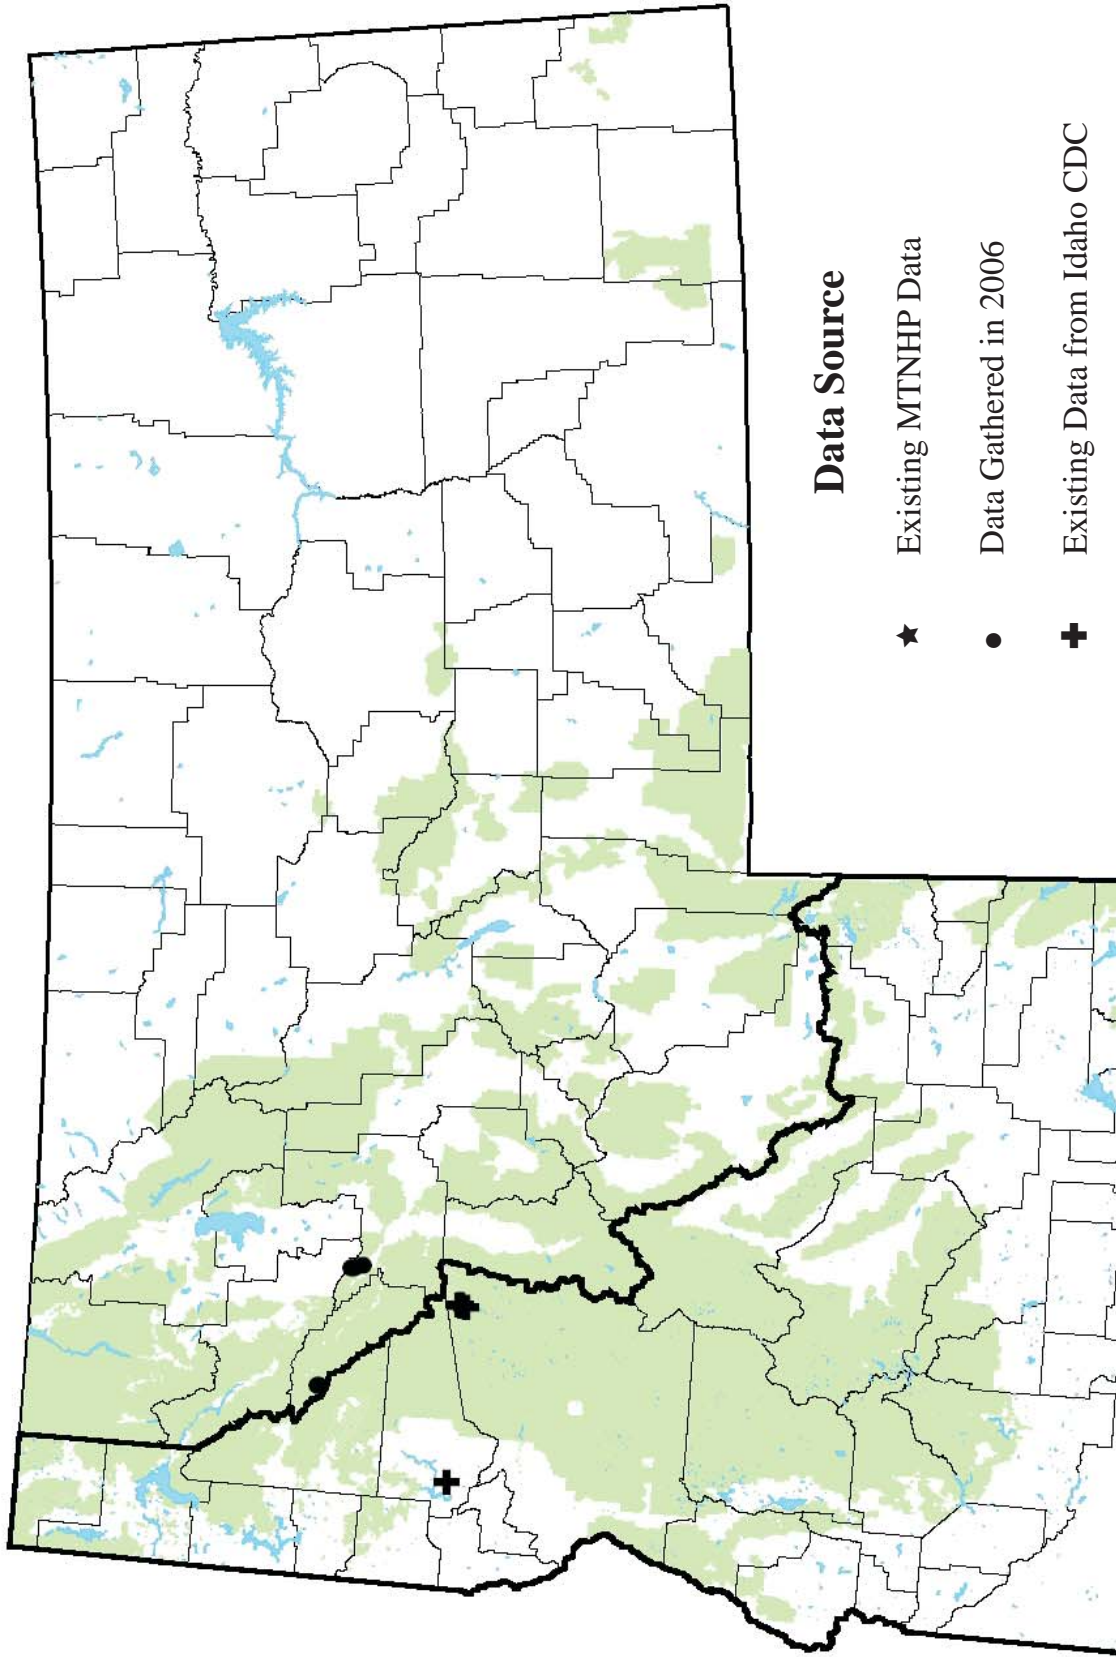 Data Source
Existing MTNHP Data
Data Gathered in 2006
Existing Data from Idaho CDC